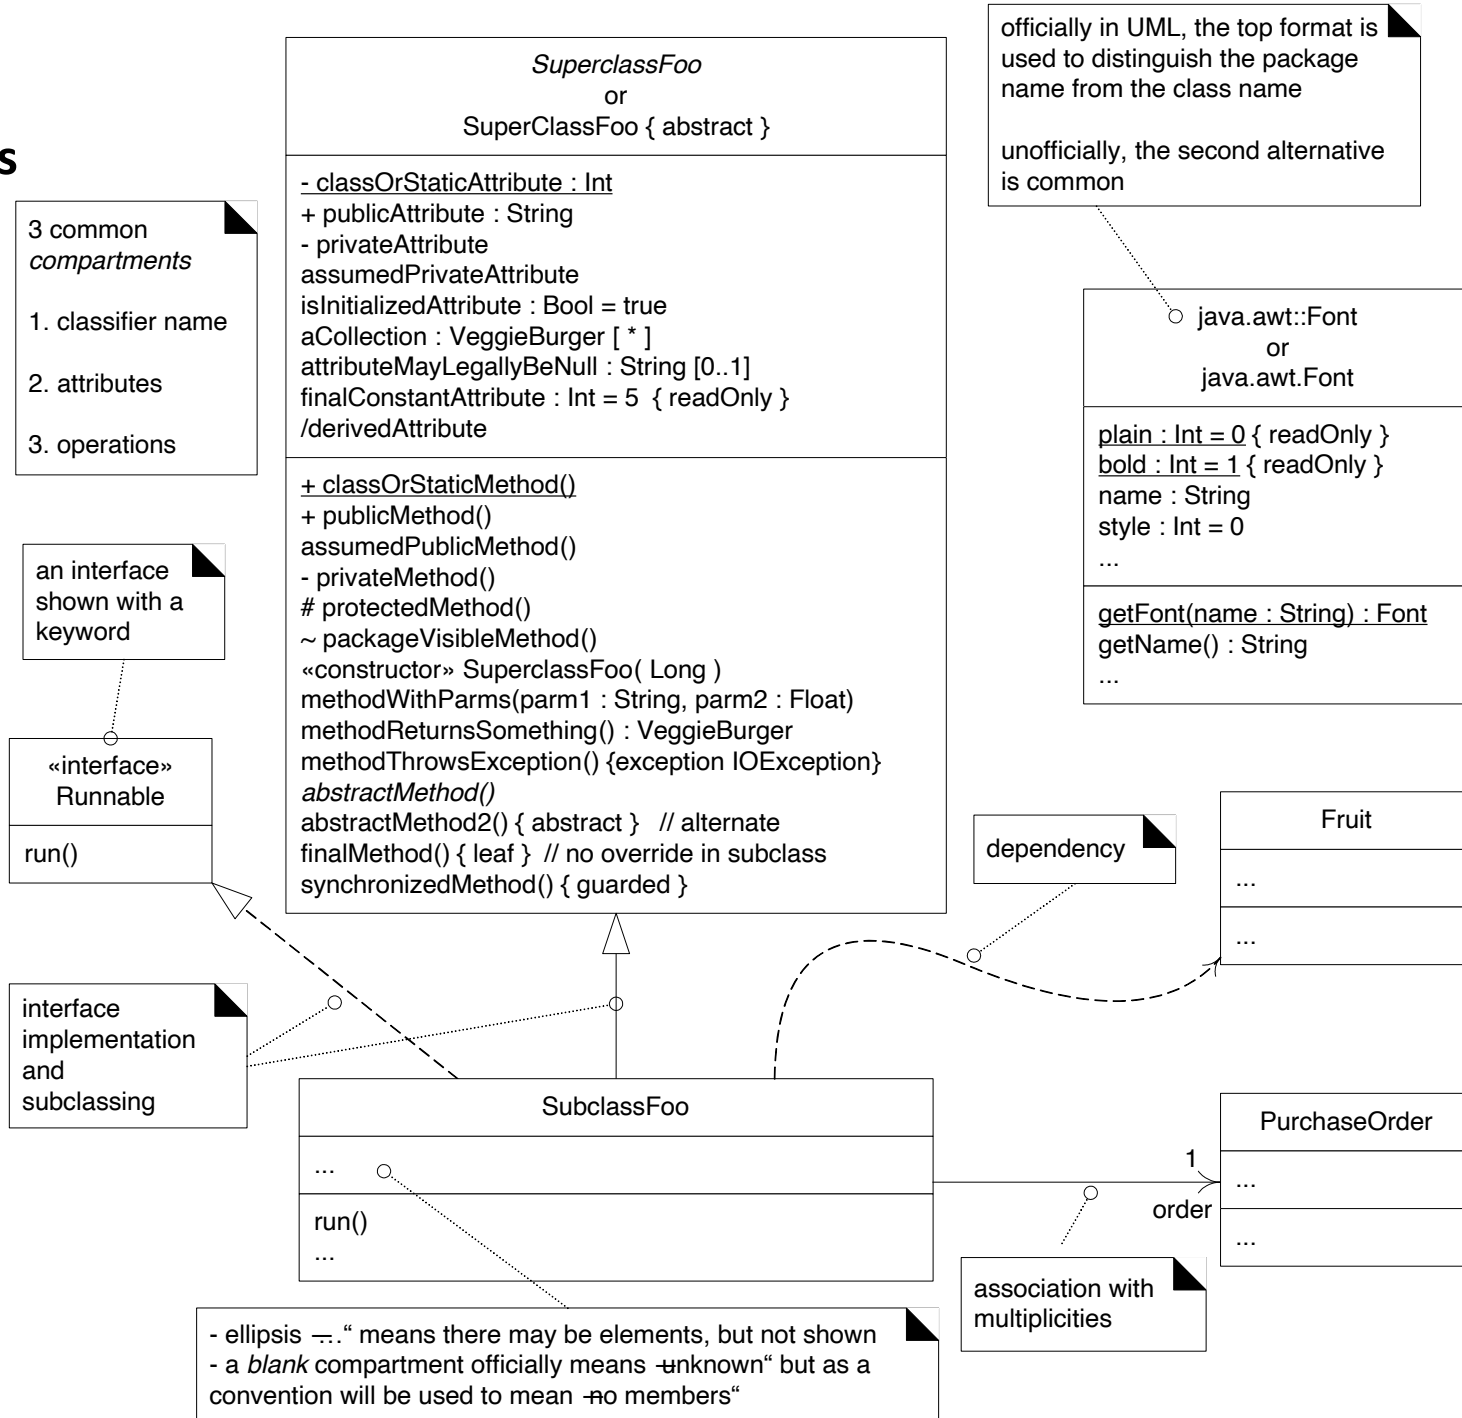 s
3 common
compartments
1. classifier name
2. attributes
3. operations
SuperclassFoo
or
SuperClassFoo { abstract }
- classOrStaticAttribute : Int
+ publicAttribute : String
- privateAttribute
assumedPrivateAttribute
isInitializedAttribute : Bool = true
aCollection : VeggieBurger [ * ]
attributeMayLegallyBeNull : String [0..1]
finalConstantAttribute : Int = 5 { readOnly }
/derivedAttribute
+ classOrStaticMethod()
+ publicMethod()
assumedPublicMethod()
- privateMethod()
# protectedMethod()
~ packageVisibleMethod()
«constructor» SuperclassFoo( Long )
methodWithParms(parm1 : String, parm2 : Float)
methodReturnsSomething() : VeggieBurger
methodThrowsException() {exception IOException}
abstractMethod()
abstractMethod2() { abstract } // alternate
finalMethod() { leaf } // no override in subclass
synchronizedMethod() { guarded }
officially in UML, the top format is
used to distinguish the package
name from the class name
unofficially, the second alternative
is common
java.awt::Font
or
java.awt.Font
plain : Int = 0 { readOnly }
bold : Int = 1 { readOnly }
name : String
style : Int = 0
...
getFont(name : String) : Font
getName() : String
...
an interface
shown with a
keyword
«interface»
Runnable
run()
interface
implementation
and
subclassing
dependency
Fruit
...
...
SubclassFoo
...
run()
...
1
order
PurchaseOrder
...
...
association with
multiplicities
- ellipsis ―...“ means there may be elements, but not shown
- a blank compartment officially means ―unknown“ but as a
convention will be used to mean ―no members“